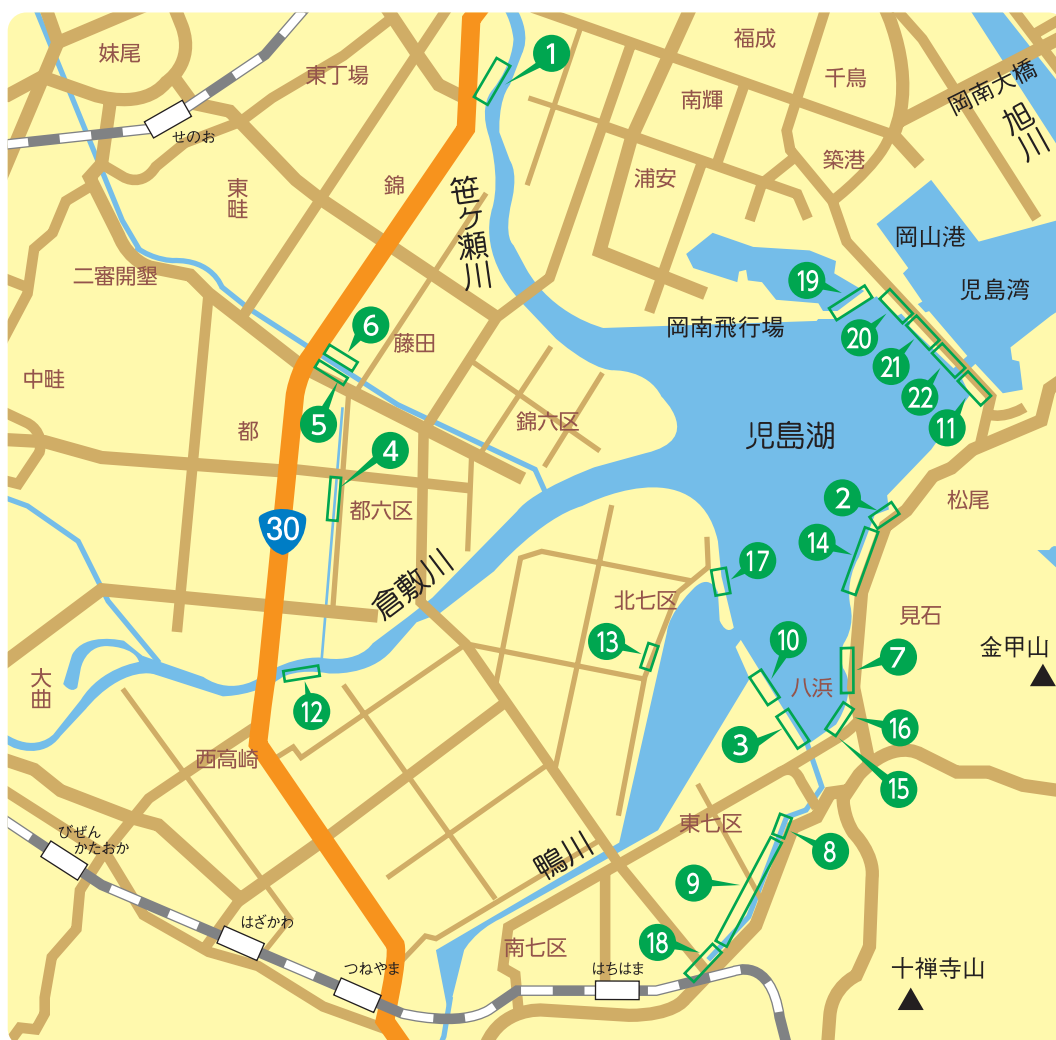 妹尾
東丁場
福成
千鳥
南輝
岡南大橋
旭川
築港
せのお
浦安
錦
東畦
笹ヶ瀬川
岡山港
児島湾
二審開墾
藤田
岡南飛行場
中畦
都
錦六区
児島湖
都六区
30
松尾
倉敷川
北七区
見石
金甲山
大曲
八浜
西高崎
東七区
びぜん
かたおか
鴨川
はざかわ
つねやま
南七区
はちはま
十禅寺山
1
2
3
4
5
6
7
8
9
10
11
12
13
14
15
16
17
18
19
20
21
22